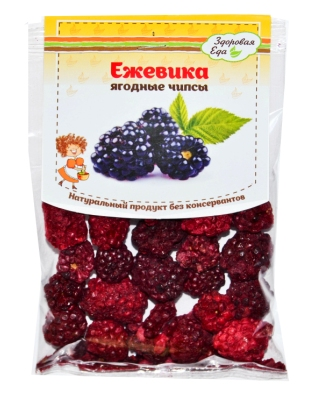 Здоровая
Еда
Ежевика
ягодные чипсы
Натуральный продукт без консервантов